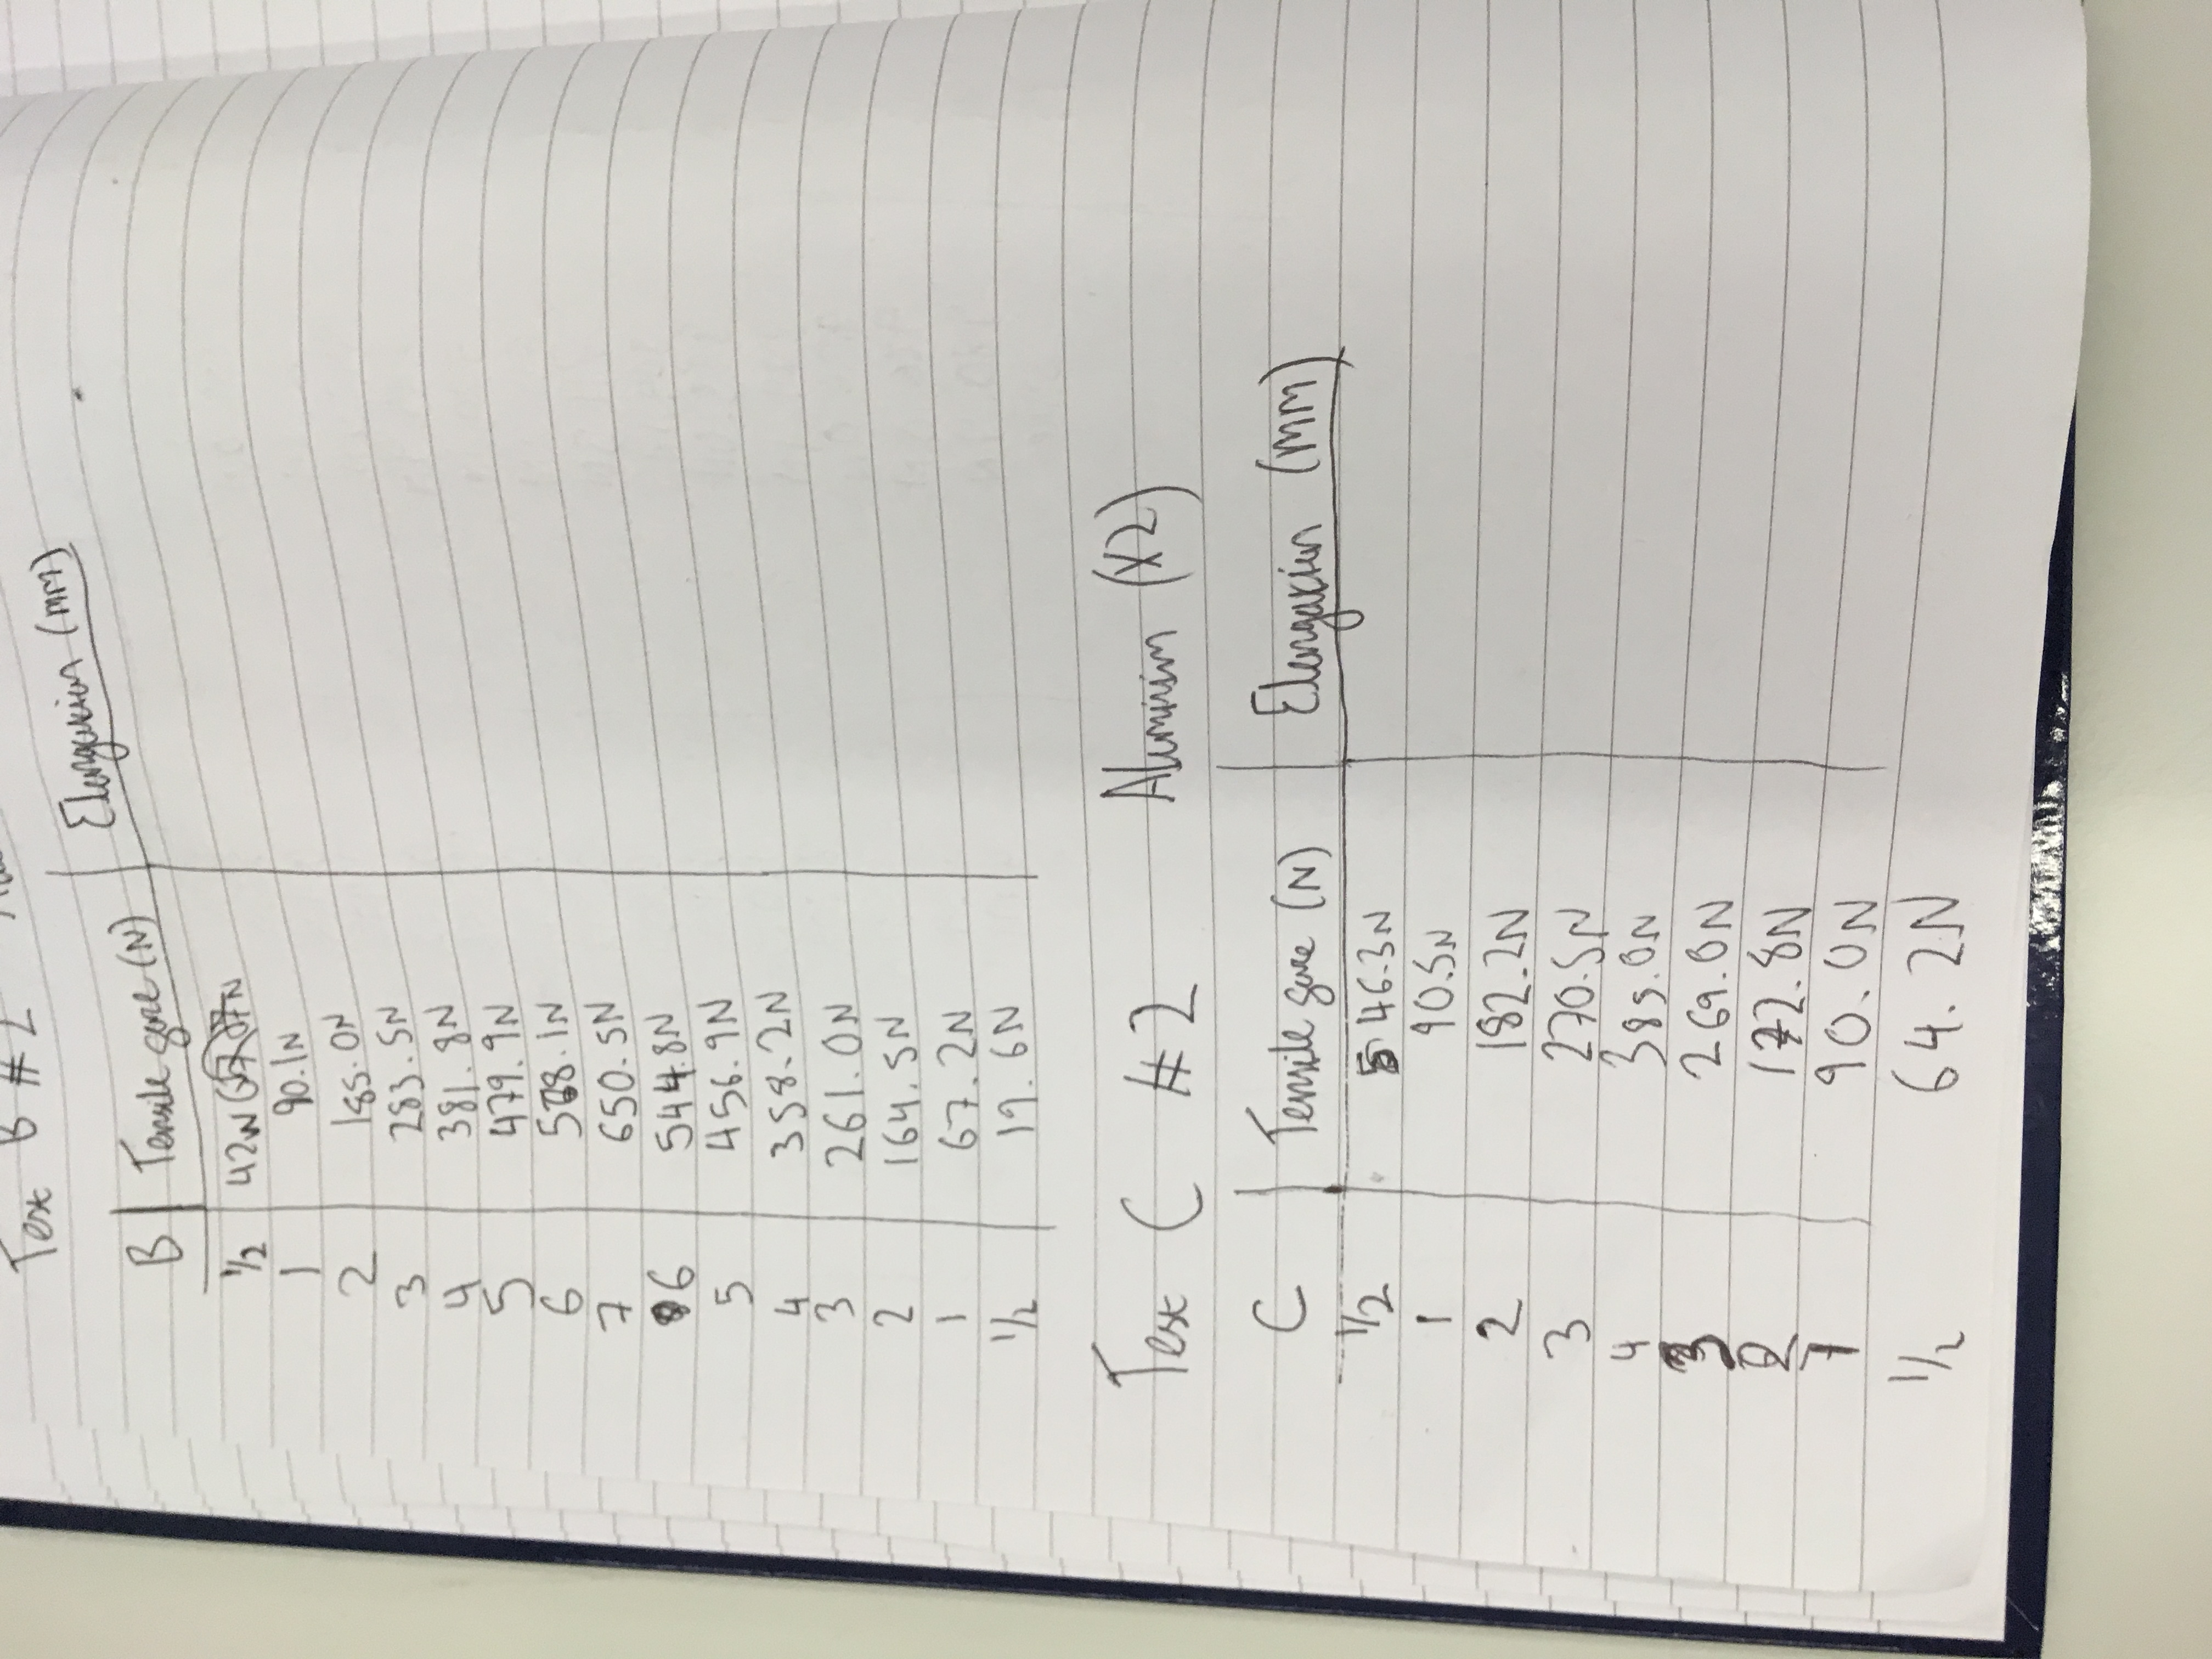 Test B #2
B Tensile force (N) Elongation (mm)
1/2 42N
1 90.1N
2 185.0N
3 283.5N
4 381.8N
5 479.9N
6 568.1N
7 650.5N
6 544.8N
5 456.9N
4 358.2N
3 261.0N
2 164.5N
1 67.2N
1/2 19.6N
Test C #2 Aluminium (x2)
C Tensile force (N) Elongation (mm)
1/2 46.3N
1 90.5N
2 182.2N
3 270.5N
4 385.0N
3 269.0N
2 172.8N
1 90.0N
1/2 64.2N